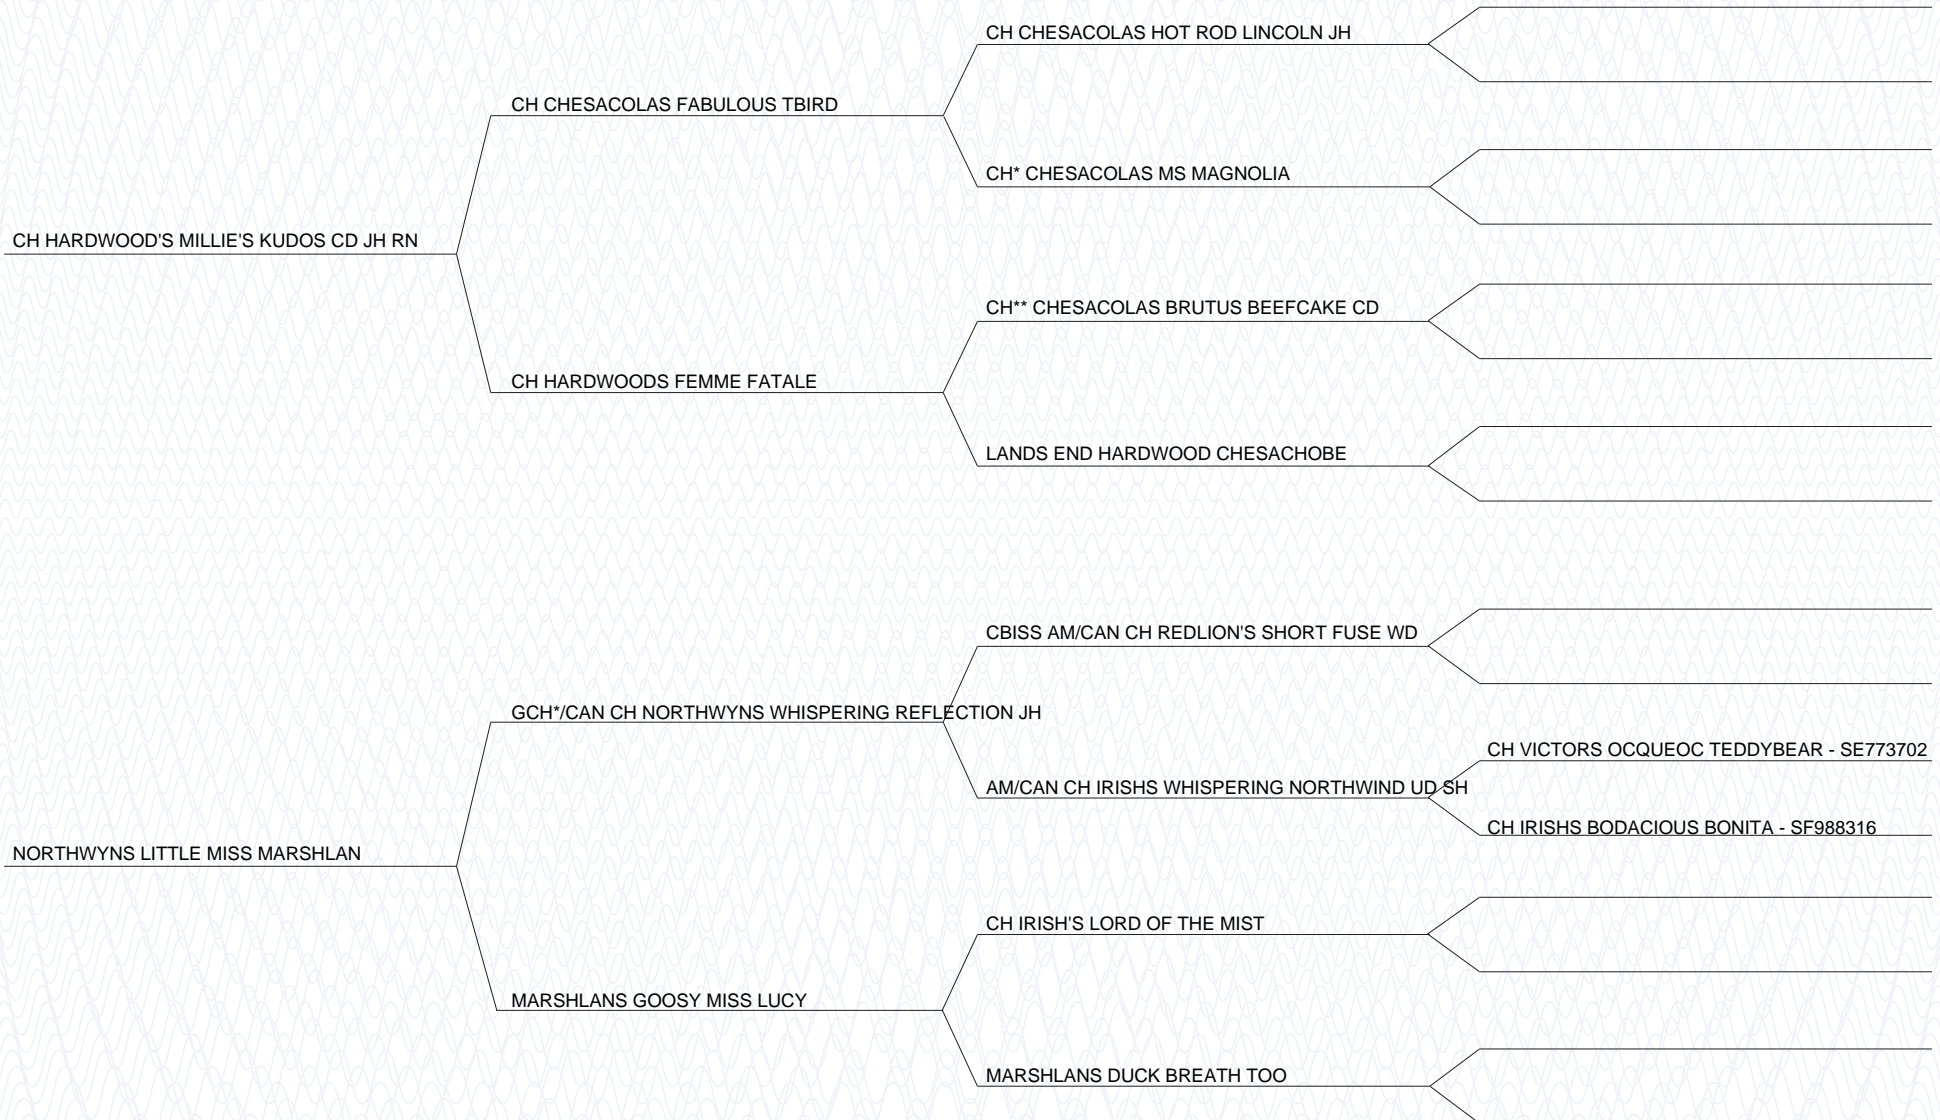 CH CHESACOLAS HOT ROD LINCOLN JH
CH CHESACOLAS FABULOUS TBIRD
CH* CHESACOLAS MS MAGNOLIA
CH HARDWOOD'S MILLIE'S KUDOS CD JH RN
CH** CHESACOLAS BRUTUS BEEFCAKE CD
CH HARDWOODS FEMME FATALE
LANDS END HARDWOOD CHESACHOBE
CBISS AM/CAN CH REDLION'S SHORT FUSE WD
GCH*/CAN CH NORTHWYNS WHISPERING REFLECTION JH
CH VICTORS OCQUEOC TEDDYBEAR - SE773702
AM/CAN CH IRISHS WHISPERING NORTHWIND UD SH
CH IRISHS BODACIOUS BONITA - SF988316
NORTHWYNS LITTLE MISS MARSHLAN
CH IRISH'S LORD OF THE MIST
MARSHLANS GOOSY MISS LUCY
MARSHLANS DUCK BREATH TOO